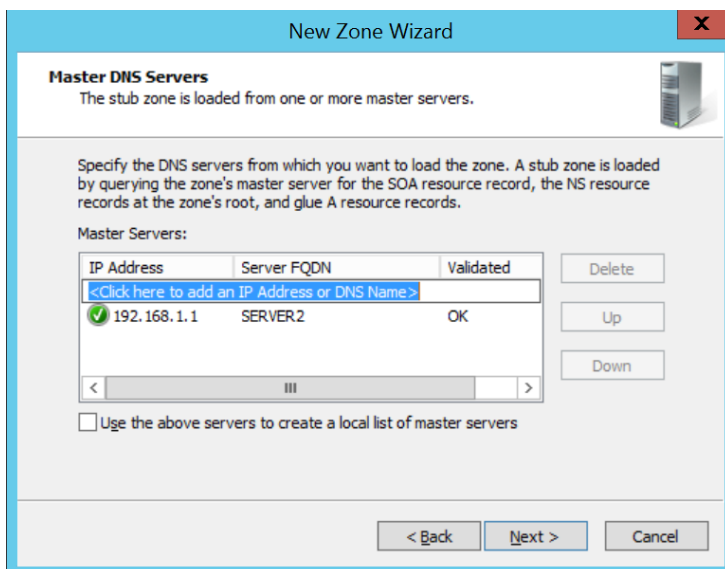 New Zone Wizard
X
Master DNS Servers
The stub zone is loaded from one or more master servers.
Specify the DNS servers from which you want to load the zone. A stub zone is loaded
by querying the zone's master server for the SOA resource record, the NS resource
records at the zone's root, and glue A resource records.
Master Servers:
IP Address Server FQDN Validated
<Click here to add an IP Address or DNS Name>
192.168.1.1 SERVER2 OK
Delete
Up
Down
Use the above servers to create a local list of master servers
< Back Next > Cancel